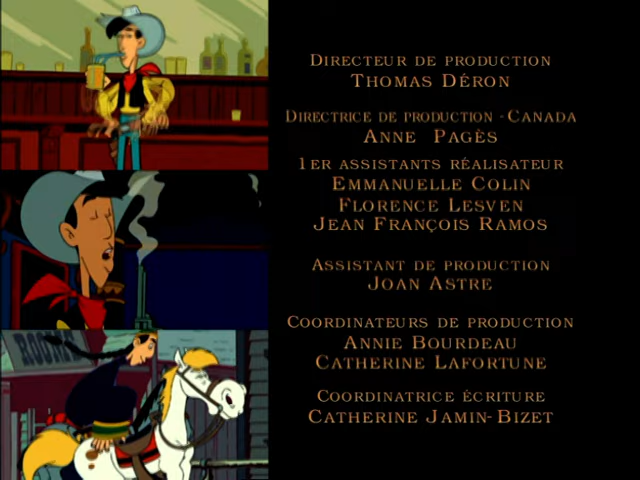 DIRECTEUR DE PRODUCTION
THOMAS DÉRON
DIRECTRICE DE PRODUCTION - CANADA
ANNE PAGÈS
1ER ASSISTANTS RÉALISATEUR
EMMANUELLE COLIN
FLORENCE LESVEN
JEAN FRANÇOIS RAMOS
ASSISTANT DE PRODUCTION
JOAN ASTRE
COORDINATEURS DE PRODUCTION
ANNIE BOURDEAU
CATHERINE LAFORTUNE
COORDINATRICE ÉCRITURE
CATHERINE JAMIN-BIZET
ROOMS